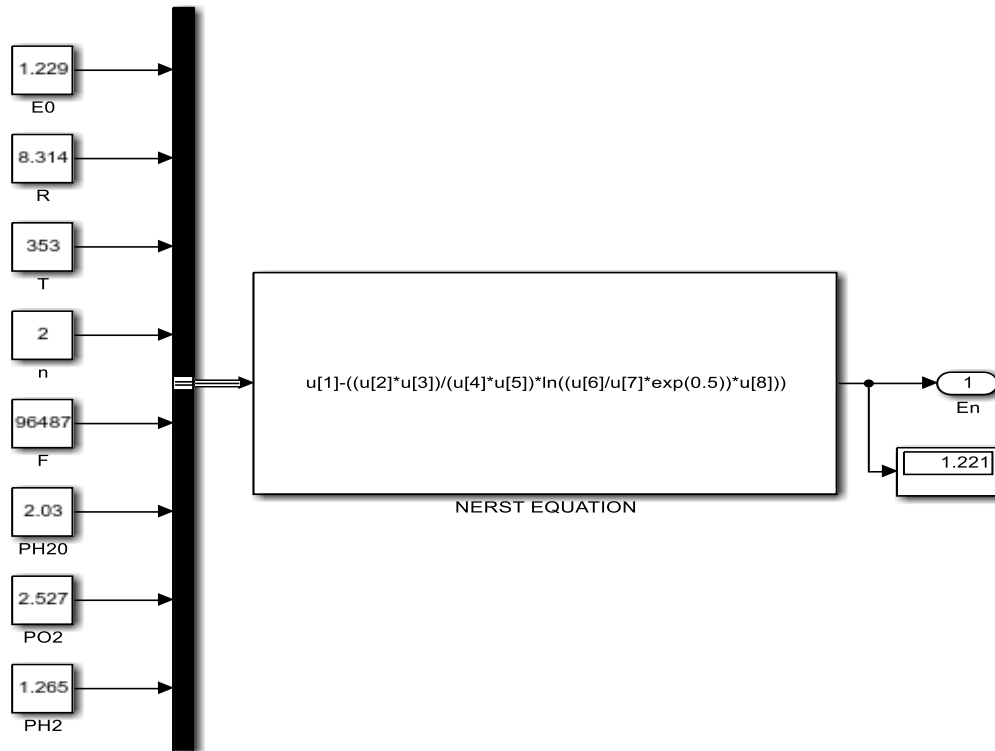 1.229
E0
8.314
R
353
T
2
n
96487
F
2.03
PH20
2.527
PO2
1.265
PH2
u[1]-((u[2]*u[3])/(u[4]*u[5])*ln((u[6]/u[7]*exp(0.5))*u[8]))
NERST EQUATION
1
En
1.221